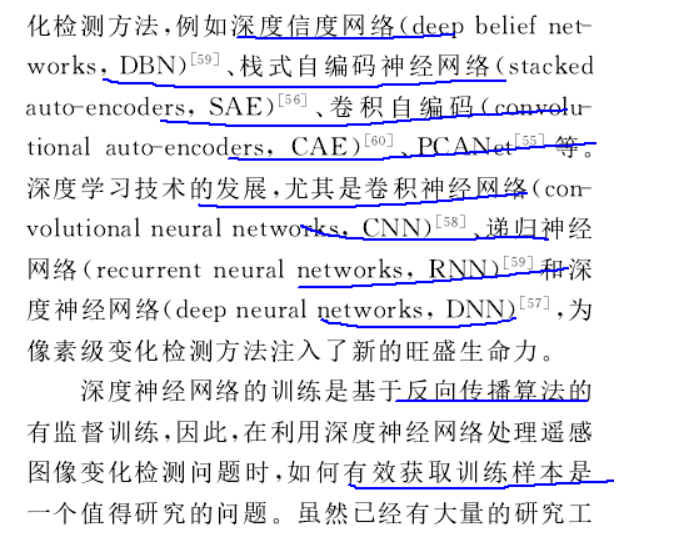 化检测方法,例如深度信度网络(deep belief net-
works, DBN)[59]、栈式自编码神经网络(stacked
auto-encoders, SAE)[56]、卷积自编码(convolu-
tional auto-encoders, CAE)[60]、PCANet[55]等。
深度学习技术的发展,尤其是卷积神经网络(con-
volutional neural networks, CNN)[58]、递归神经
网络(recurrent neural networks, RNN)[59]和深
度神经网络(deep neural networks, DNN)[57],为
像素级变化检测方法注入了新的旺盛生命力。
深度神经网络的训练是基于反向传播算法的
有监督训练,因此,在利用深度神经网络处理遥感
图像变化检测问题时,如何有效获取训练样本是
一个值得研究的问题。虽然已经有大量的研究工